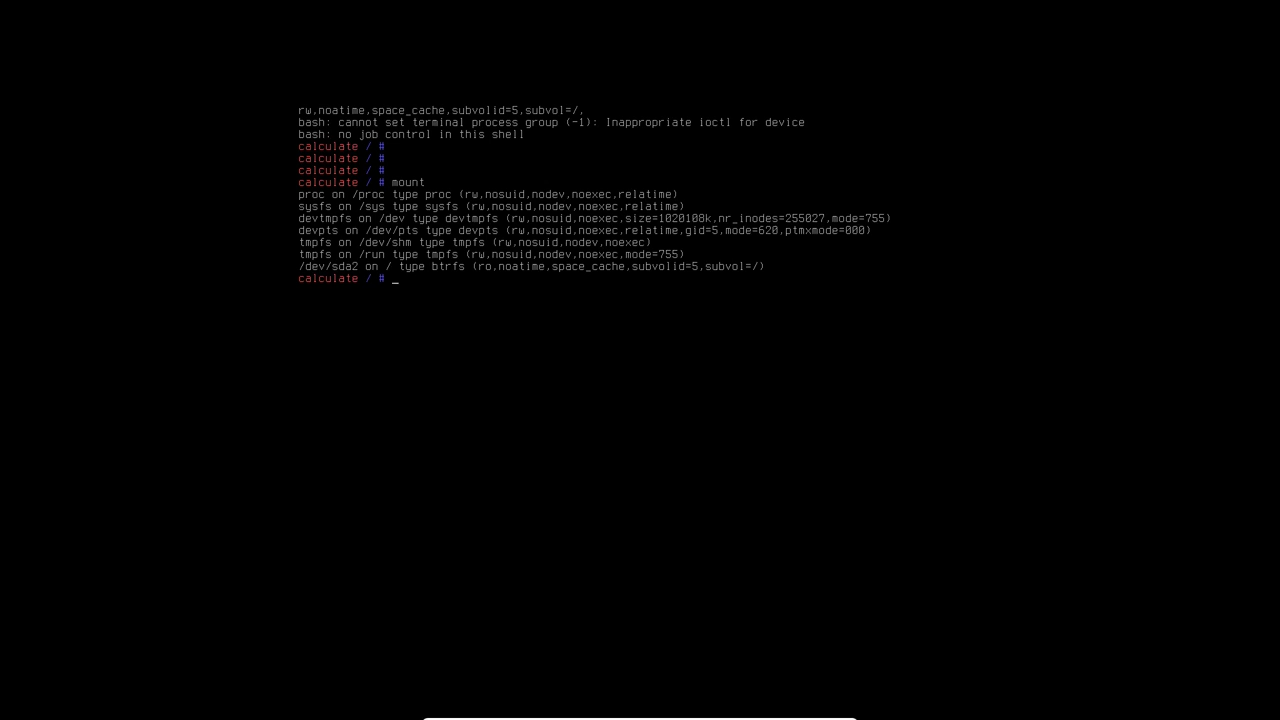 rw,noatime,space_cache,subvolid=5,subvol=/,
bash: cannot set terminal process group (-1): Inappropriate ioctl for device
bash: no job control in this shell
calculate / #
calculate / #
calculate / #
calculate / # mount
proc on /proc type proc (rw,nosuid,nodev,noexec,relatime)
sysfs on /sys type sysfs (rw,nosuid,nodev,noexec,relatime)
devtmpfs on /dev type devtmpfs (rw,nosuid,noexec,size=1020108k,nr_inodes=255027,mode=755)
devpts on /dev/pts type devpts (rw,nosuid,noexec,relatime,gid=5,mode=620,ptmxmode=000)
tmpfs on /dev/shm type tmpfs (rw,nosuid,nodev,noexec)
tmpfs on /run type tmpfs (rw,nosuid,nodev,noexec,mode=755)
/dev/sda2 on / type btrfs (ro,noatime,space_cache,subvolid=5,subvol=/)
calculate / # _